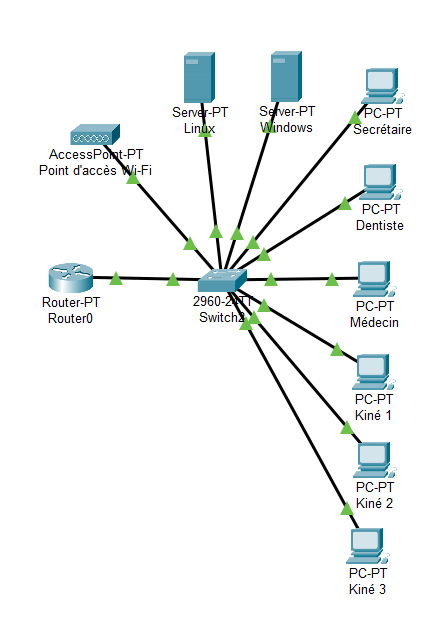 Server-PT
Linux
Server-PT
Windows
PC-PT
Secrétaire
AccessPoint-PT
Point d'accès Wi-Fi
PC-PT
Dentiste
Router-PT
Router0
2960-24TT
Switch2
PC-PT
Médecin
PC-PT
Kiné 1
PC-PT
Kiné 2
PC-PT
Kiné 3